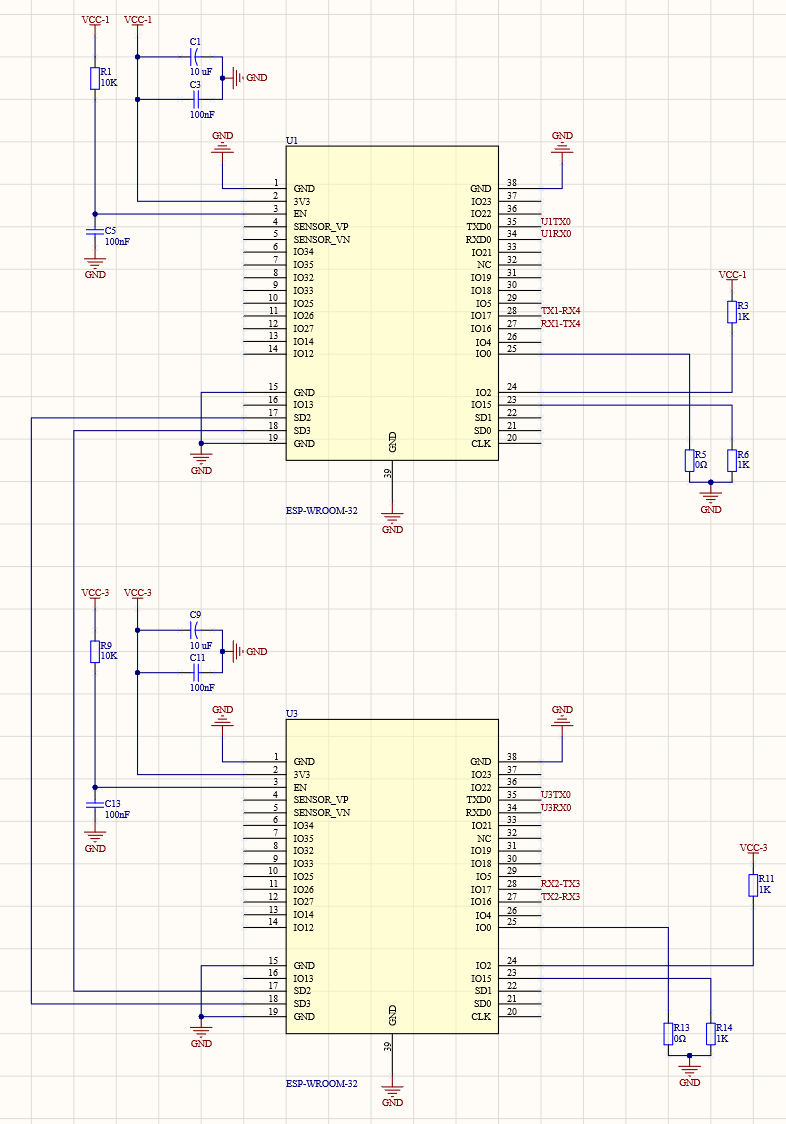 VCC-1 VCC-1
C1
R1 10 uF
10K GND
C3
100nF
GND GND
U1
1 GND GND 38
2 3V3 IO23 37
3 EN IO22 36
4 SENSOR_VP TXD0 35 U1TX0
5 SENSOR_VN RXD0 34 U1RX0
C5
100nF
6 IO34 IO21 33
7 IO35 NC 32
GND VCC-1
8 IO32 IO19 31
9 IO33 IO18 30
10 IO25 IO5 29
R3
1K
11 IO26 IO17 28 TX1-RX4
12 IO27 IO16 27 RX1-TX4
13 IO14 IO4 26
14 IO12 IO0 25
15 GND IO2 24
16 IO13 IO15 23
17 SD2 SD1 22
18 SD3 SD0 21
19 GND CLK 20
GND
R5 R6
0Ω 1K
GND
39
GND
ESP-WROOM-32
GND
VCC-3 VCC-3
C9
R9 10 uF
10K GND
C11
100nF
GND GND
U3
1 GND GND 38
2 3V3 IO23 37
3 EN IO22 36
4 SENSOR_VP TXD0 35 U3TX0
5 SENSOR_VN RXD0 34 U3RX0
C13
100nF
6 IO34 IO21 33
7 IO35 NC 32
GND VCC-3
8 IO32 IO19 31
9 IO33 IO18 30
10 IO25 IO5 29
R11
1K
11 IO26 IO17 28 RX2-TX3
12 IO27 IO16 27 TX2-RX3
13 IO14 IO4 26
14 IO12 IO0 25
15 GND IO2 24
16 IO13 IO15 23
17 SD2 SD1 22
18 SD3 SD0 21
19 GND CLK 20
GND
R13 R14
0Ω 1K
GND
39
GND
ESP-WROOM-32
GND